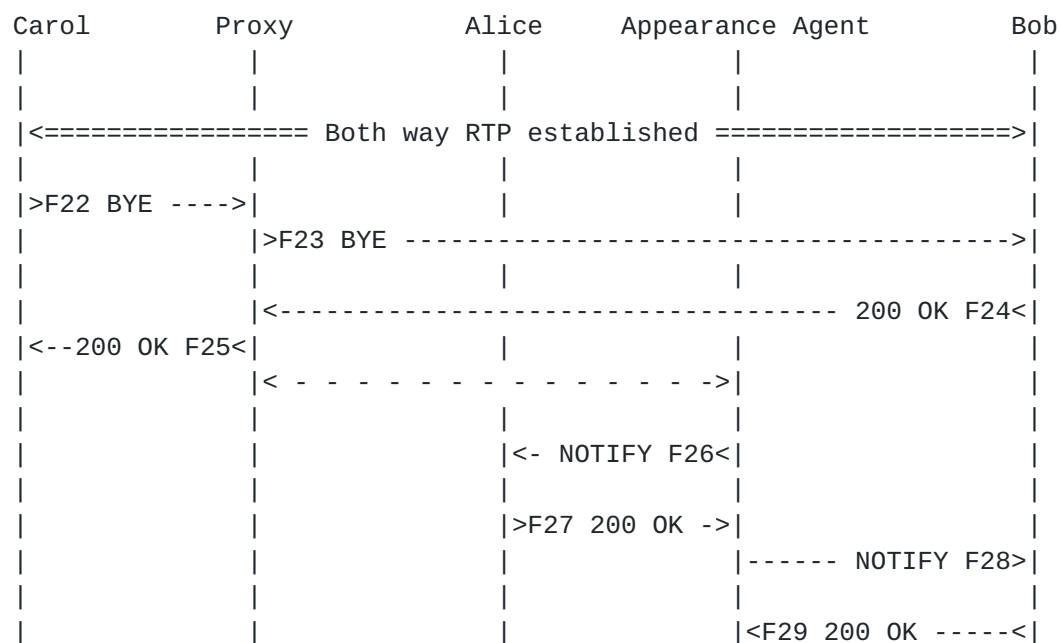 Carol        Proxy           Alice     Appearance Agent         Bob
|              |               |              |                  |
|              |               |              |                  |
|<================= Both way RTP established ===================>|
|              |               |              |                  |
|>F22 BYE ---->|               |              |                  |
|              |>F23 BYE --------------------------------------->|
|              |               |              |                  |
|              |<------------------------------------ 200 OK F24<|
|<--200 OK F25<|               |              |                  |
|              |< - - - - - - - - - - - - - ->|                  |
|              |               |              |                  |
|              |               |<- NOTIFY F26<|                  |
|              |               |              |                  |
|              |               |>F27 200 OK ->|                  |
|              |               |              |------ NOTIFY F28>|
|              |               |              |                  |
|              |               |              |<F29 200 OK -----<|